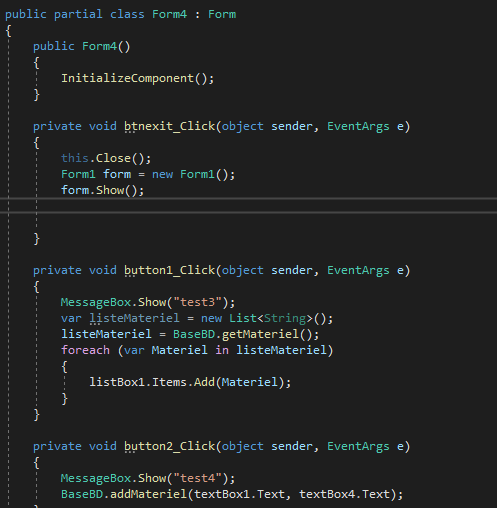 public partial class Form4 : Form
{
    public Form4()
    {
        InitializeComponent();
    }
    private void btnexit_Click(object sender, EventArgs e)
    {
        this.Close();
        Form1 form = new Form1();
        form.Show();
    }
    private void button1_Click(object sender, EventArgs e)
    {
        MessageBox.Show("test3");
        var listeMateriel = new List<String>();
        listeMateriel = BaseBD.getMateriel();
        foreach (var Materiel in listeMateriel)
        {
            listBox1.Items.Add(Materiel);
        }
    }
    private void button2_Click(object sender, EventArgs e)
    {
        MessageBox.Show("test4");
        BaseBD.addMateriel(textBox1.Text, textBox4.Text);